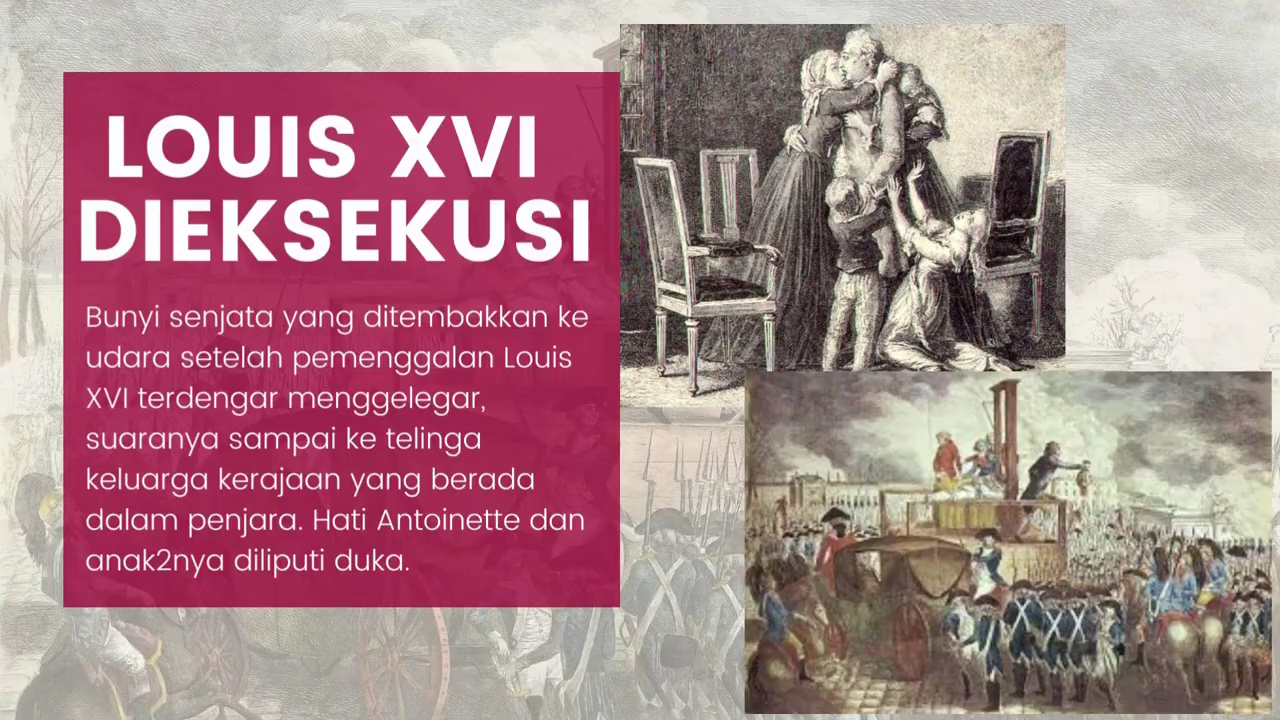 LOUIS XVI
DIEKSEKUSI
Bunyi senjata yang ditembakkan ke
udara setelah pemenggalan Louis
XVI terdengar menggelegar,
suaranya sampai ke telinga
keluarga kerajaan yang berada
dalam penjara. Hati Antoinette dan
anak2nya diliputi duka.